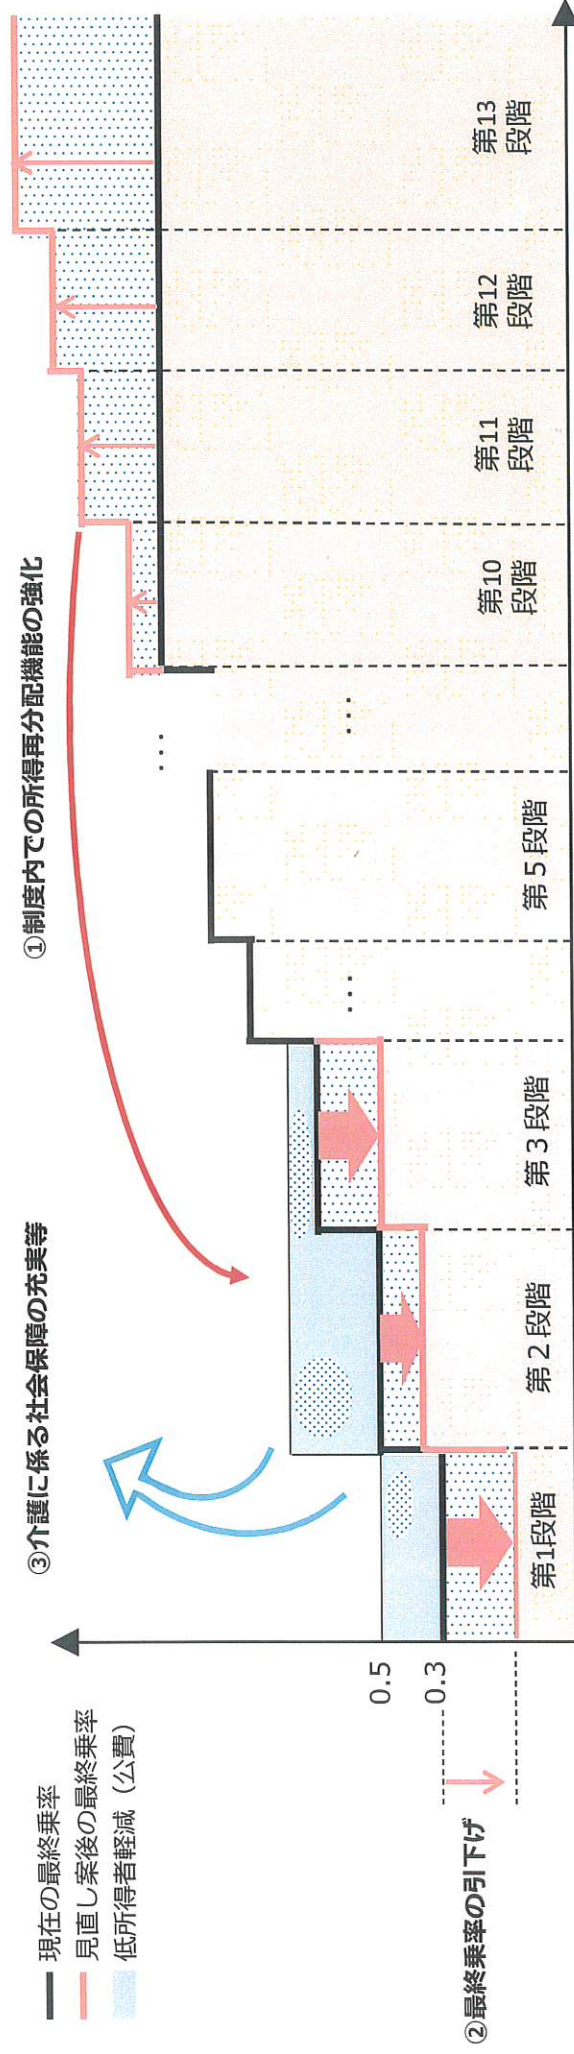 現在の最終乗率
見直し案後の最終乗率
低所得者軽減（公費）
③介護に係る社会保障の充実等
①制度内での所得再分配機能の強化
②最終乗率の引下げ
0.5
0.3
第1段階
第２段階
第３段階
…
第５段階
…
…
第10
段階
第11
段階
第12
段階
第13
段階